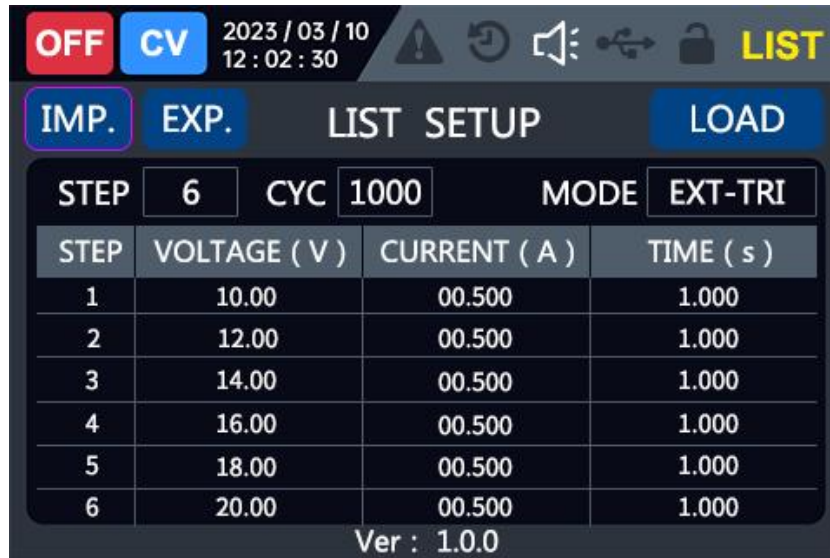 OFF CV 2023 / 03 / 10 LIST
12 : 02 : 30
IMP. EXP. LIST SETUP LOAD
STEP 6 CYC 1000 MODE EXT-TRI
STEP VOLTAGE ( V ) CURRENT ( A ) TIME ( s )
1 10.00 00.500 1.000
2 12.00 00.500 1.000
3 14.00 00.500 1.000
4 16.00 00.500 1.000
5 18.00 00.500 1.000
6 20.00 00.500 1.000
Ver : 1.0.0